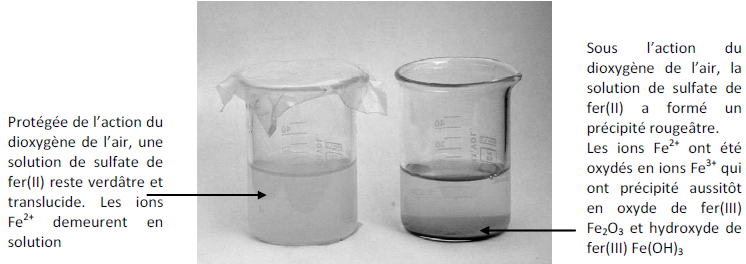 Protégée de l'action du
dioxygène de l'air, une
solution de sulfate de
fer(II) reste verdâtre et
translucide. Les ions
Fe²⁺ demeurent en
solution
Sous l'action du
dioxygène de l'air, la
solution de sulfate de
fer(II) a formé un
précipité rougeâtre.
Les ions Fe²⁺ ont été
oxydés en ions Fe³⁺ qui
ont précipité aussitôt
en oxyde de fer(III)
Fe₂O₃ et hydroxyde de
fer(III) Fe(OH)₃